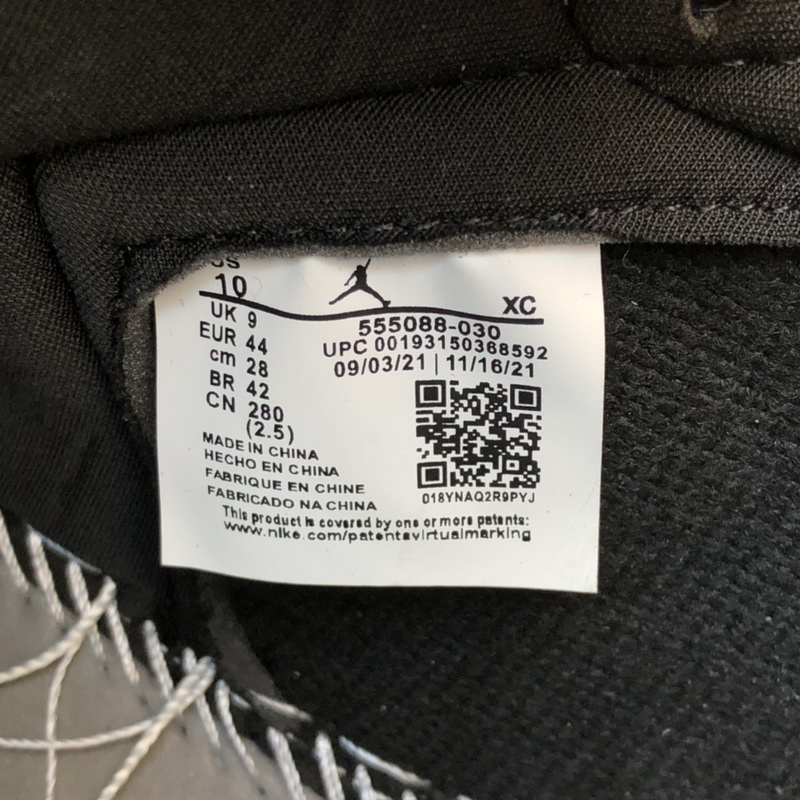 US
10
XC
UK 9
EUR 44
cm 28
BR 42
CN 280
(2.5)
555088-030
UPC 00193150368592
09/03/21 | 11/16/21
018YNAQ2R9PYJ
MADE IN CHINA
HECHO EN CHINA
FABRIQUE EN CHINE
FABRICADO NA CHINA
This product is covered by one or more patents:
www.nike.com/patentsvirtualmarking